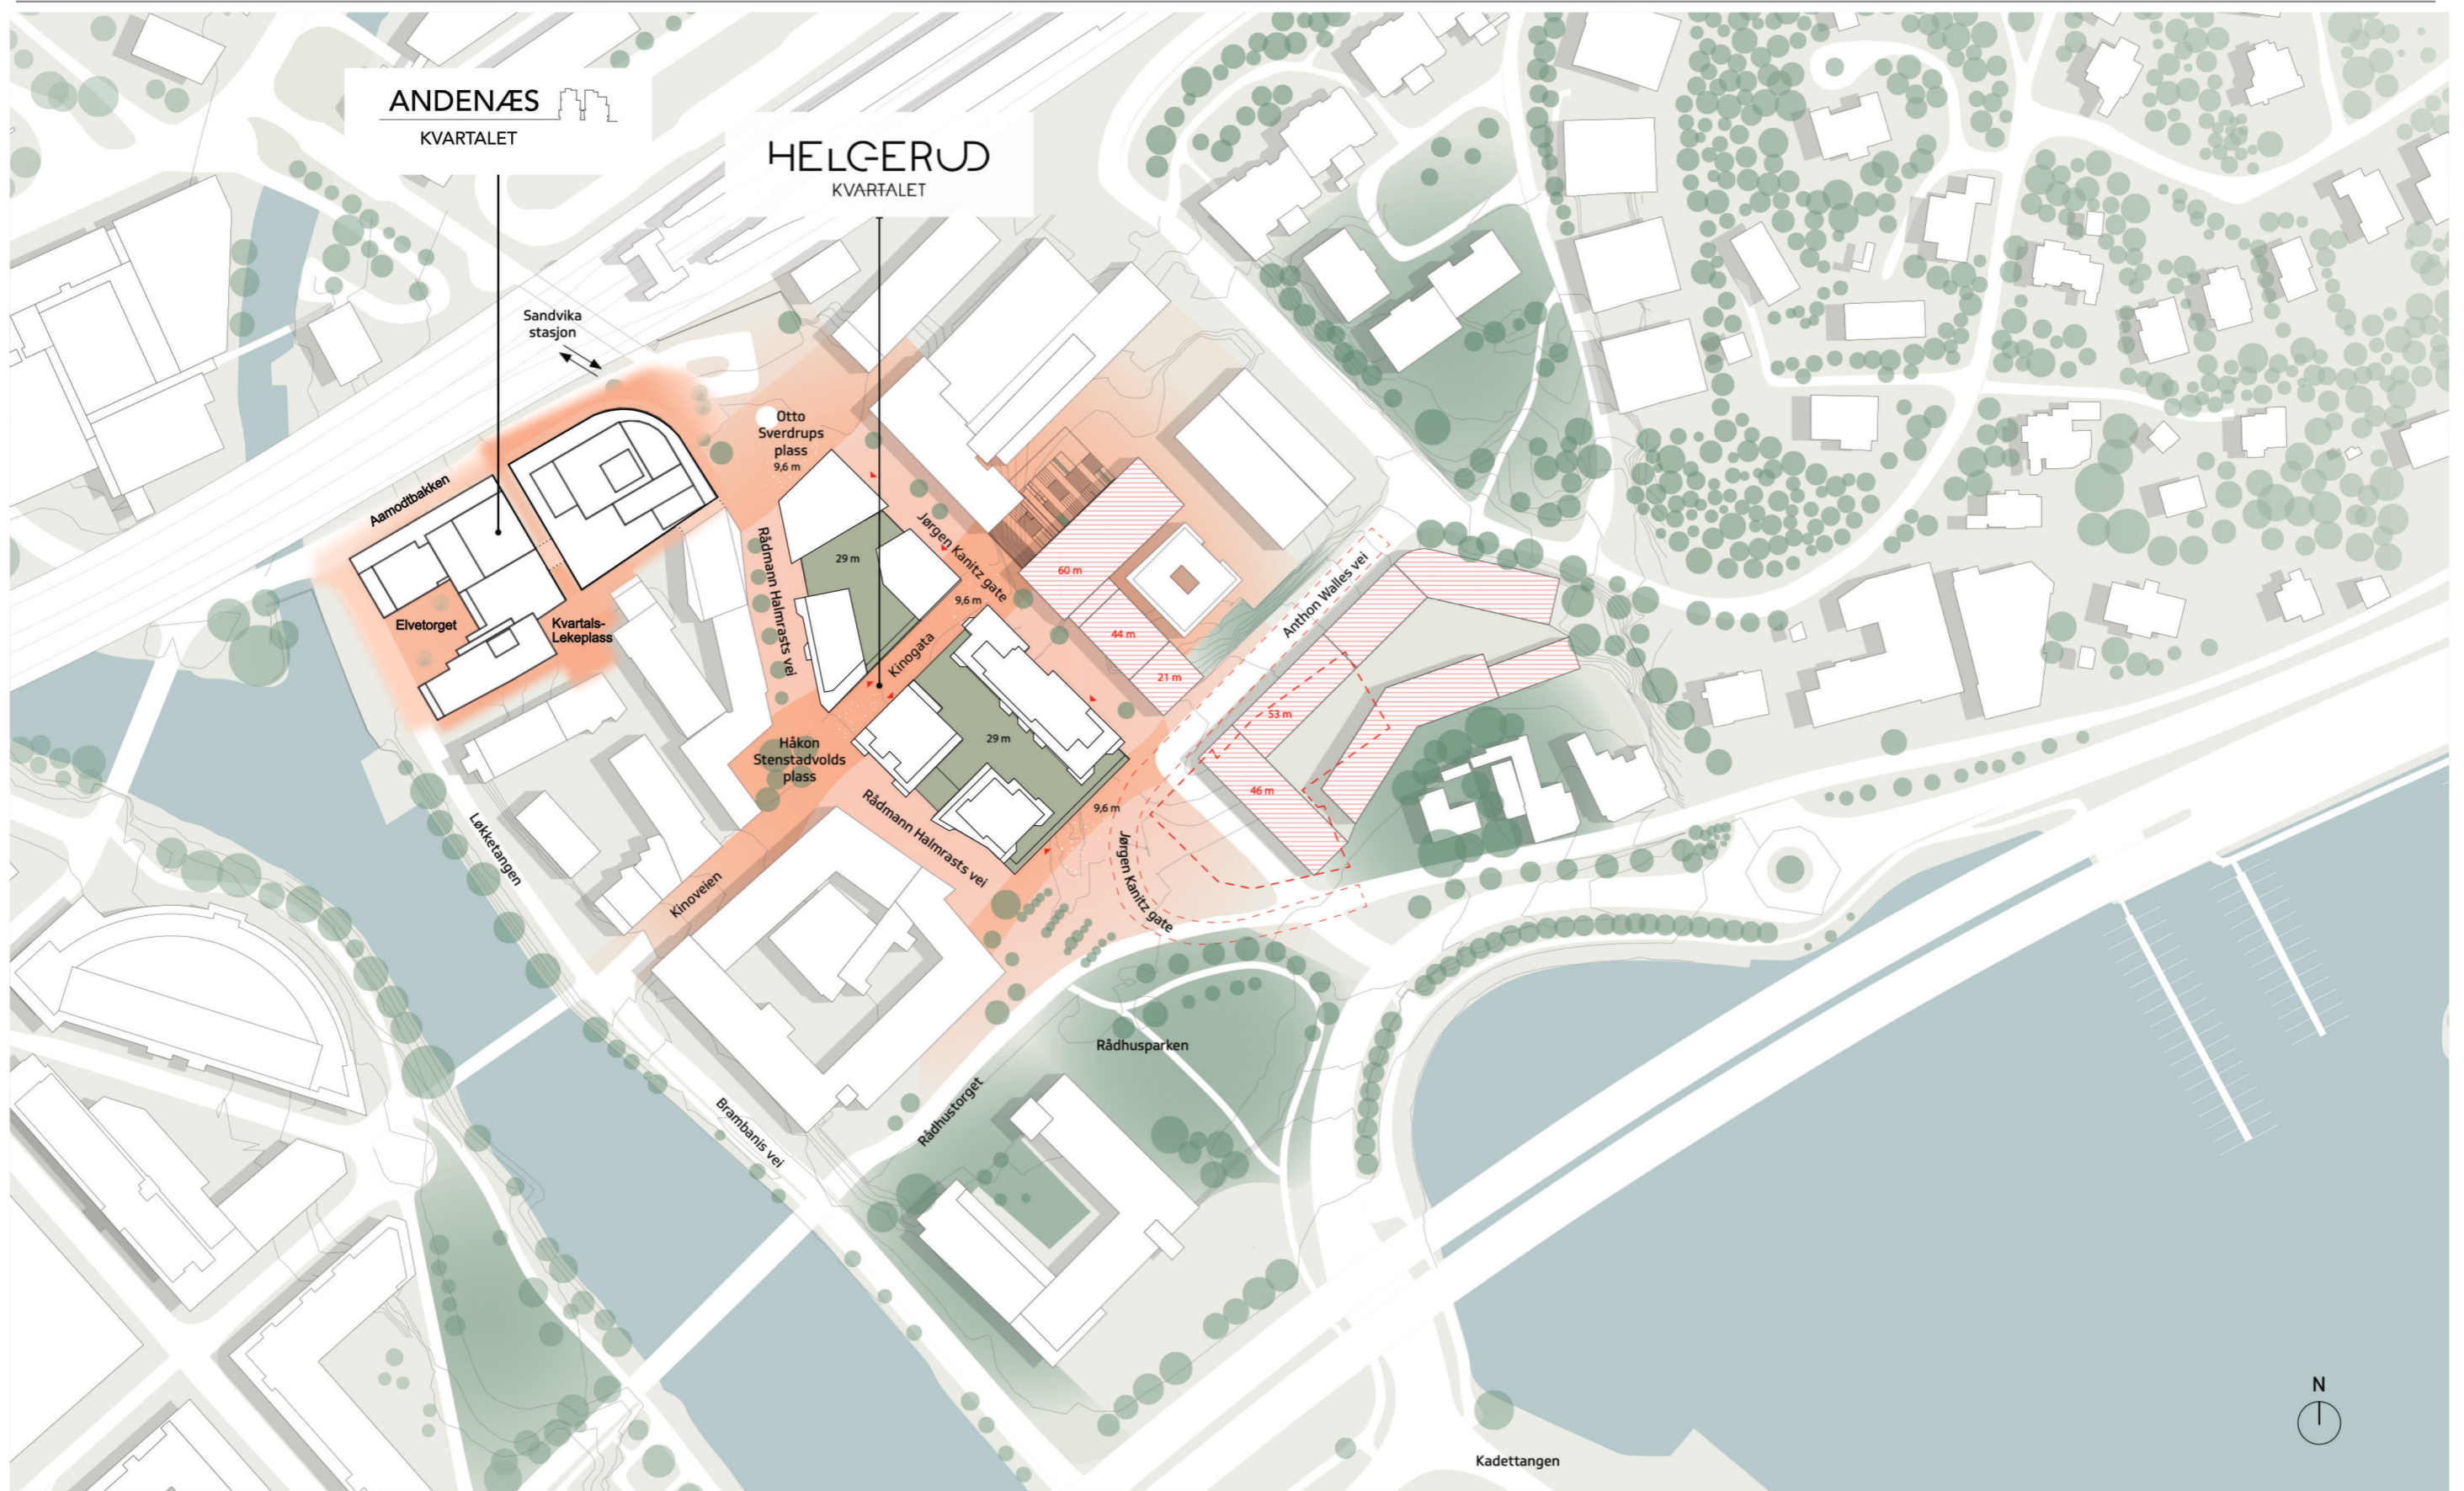 ANDENÆS
KVARTALET
HELGERUD
KVARTALET
Sandvika
stasjon
Otto
Sverdrups
plass
9,6 m
Aamodtbakken
Elvetorget
Kvartals-
Lekeplass
Rådmann Halmrasts vei
29 m
Jørgen Kanitz gate
9,6 m
Kinogata
60 m
44 m
21 m
Anthon Walles vei
53 m
46 m
29 m
9,6 m
Håkon
Stenstadvolds
plass
Rådmann Halmrasts vei
Jørgen Kanitz gate
Løkketangen
Kinoveien
Rådhusparken
Rådhustorget
Brambanis vei
Kadettangen
N